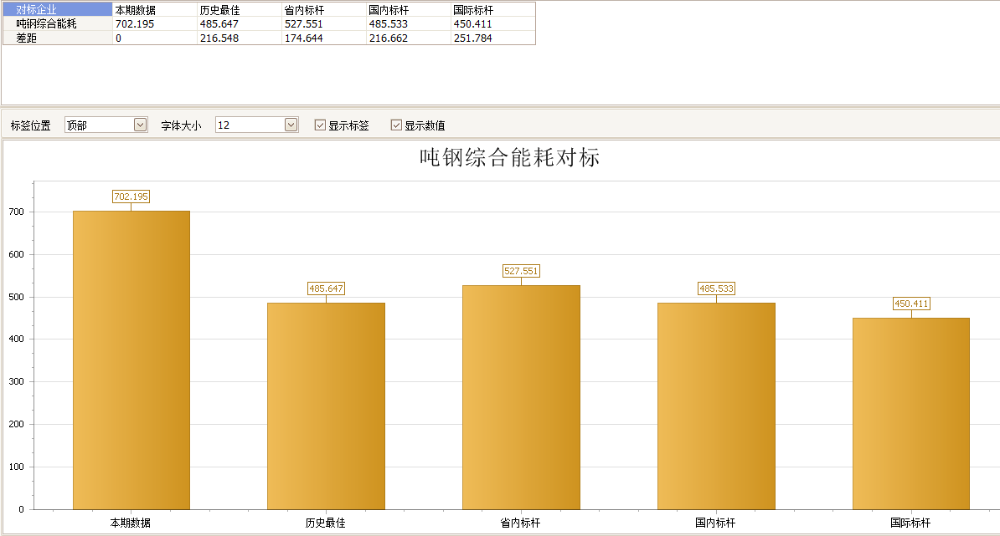 对标企业 本期数据 历史最佳 省内标杆 国内标杆 国际标杆
吨钢综合能耗 702.195 485.647 527.551 485.533 450.411
差距 0 216.548 174.644 216.662 251.784
标签位置 顶部 字体大小 12 显示标签 显示数值
吨钢综合能耗对标
702.195
700
527.551
600
485.647
485.533
500
450.411
400
300
200
100
0
本期数据 历史最佳 省内标杆 国内标杆 国际标杆